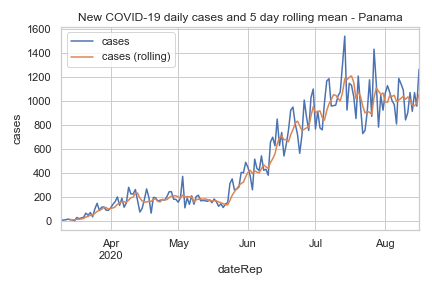 New COVID-19 daily cases and 5 day rolling mean - Panama
cases
cases (rolling)
1600
1400
1200
1000
800
600
400
200
0
cases
Apr
2020
May
Jun
Jul
Aug
dateRep